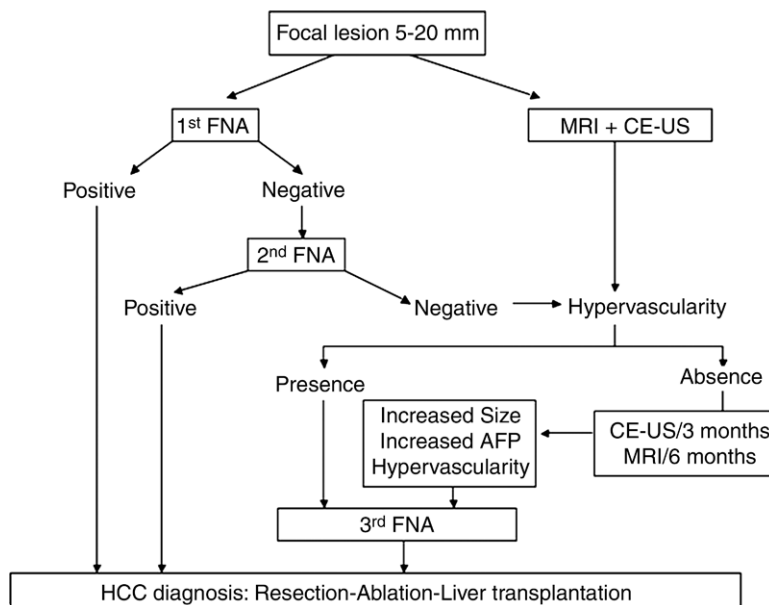 Focal lesion 5-20 mm
1st FNA
MRI + CE-US
Positive
Negative
2nd FNA
Positive
Negative
Hypervascularity
Presence
Absence
Increased Size
Increased AFP
Hypervascularity
CE-US/3 months
MRI/6 months
3rd FNA
HCC diagnosis: Resection-Ablation-Liver transplantation